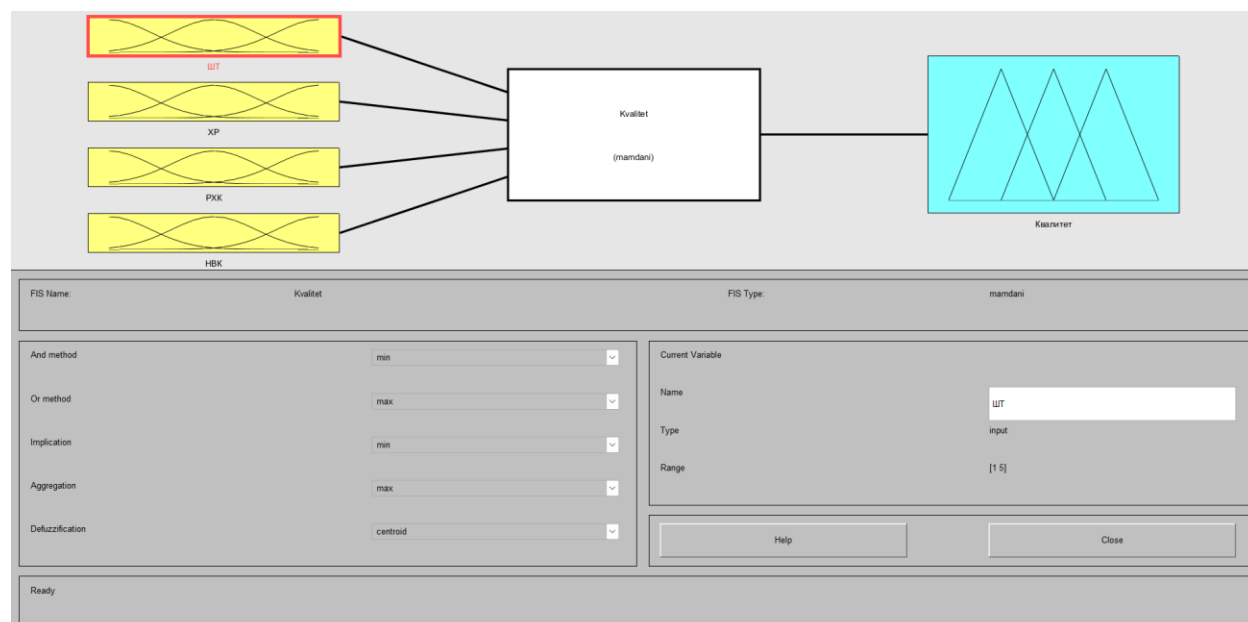 ШТ
ХР
РХК
НВК
Kvalitet
(mamdani)
Квалитет
FIS Name: Kvalitet FIS Type: mamdani
And method min
Or method max
Implication min
Aggregation max
Defuzzification centroid
Current Variable
Name ШТ
Type input
Range [1 5]
Help Close
Ready